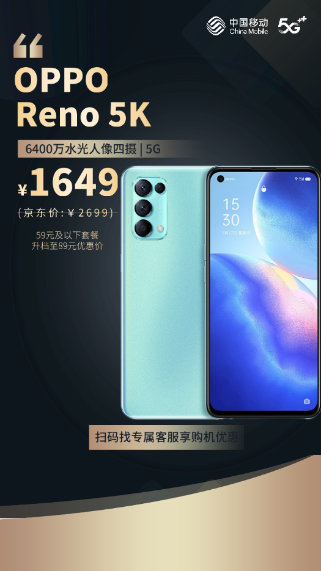 中国移动
China Mobile
5G++
OPPO
Reno 5K
6400万水光人像四摄 | 5G
¥1649
(京东价:¥2699)
59元及以下套餐
升档至89元优惠价
15
30
扫码找专属客服享购机优惠